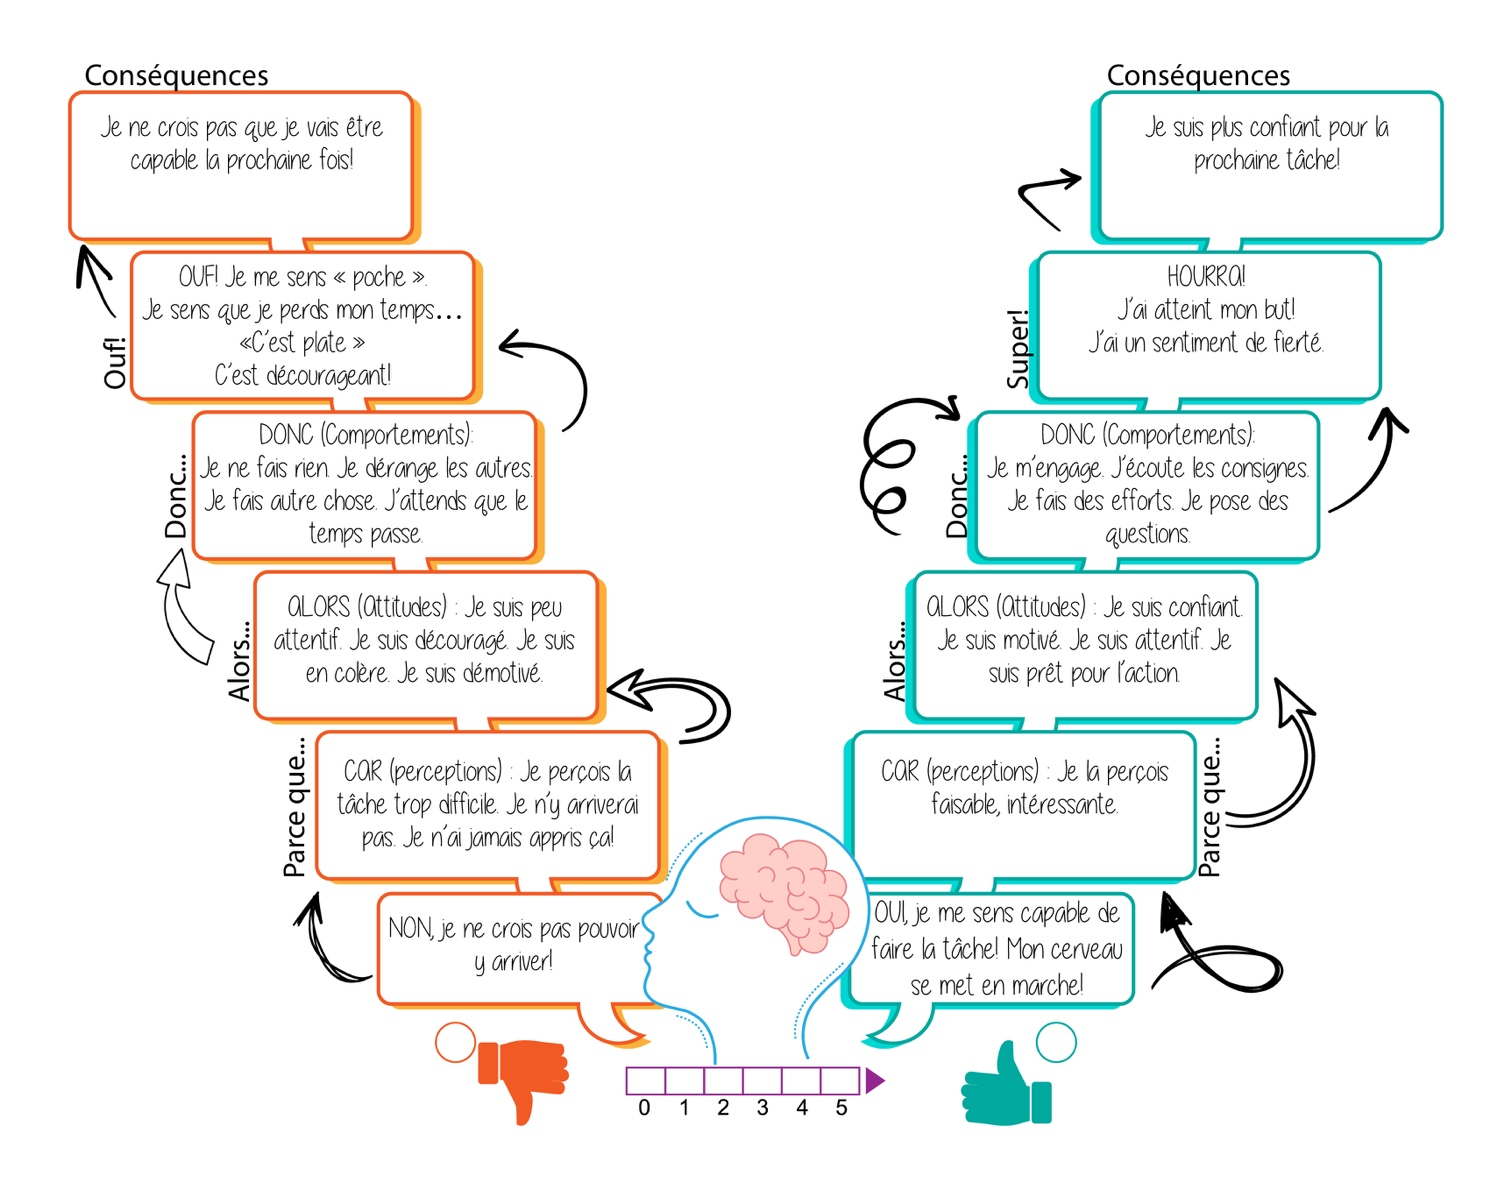 Conséquences
Je ne crois pas que je vais être
capable la prochaine fois!
Ouf!
OUF! Je me sens « poche ».
Je sens que je perds mon temps...
«C'est plate »
C'est décourageant!
Donc...
DONC (Comportements):
Je ne fais rien. Je dérange les autres.
Je fais autre chose. J'attends que le
temps passe.
Alors...
ALORS (Attitudes) : Je suis peu
attentif. Je suis découragé. Je suis
en colère. Je suis démotivé.
Parce que...
CAR (perceptions) : Je perçois la
tâche trop difficile. Je n'y arriverai
pas. Je n'ai jamais appris ça!
NON, je ne crois pas pouvoir
y arriver!
Conséquences
Je suis plus confiant pour la
prochaine tâche!
Super!
HOURRA!
J'ai atteint mon but!
J'ai un sentiment de fierté.
Donc...
DONC (Comportements):
Je m'engage. J'écoute les consignes.
Je fais des efforts. Je pose des
questions.
Alors...
ALORS (Attitudes) : Je suis confiant.
Je suis motivé. Je suis attentif. Je
suis prêt pour l'action.
Parce que...
CAR (perceptions) : Je la perçois
faisable, intéressante.
OUI, je me sens capable de
faire la tâche! Mon cerveau
se met en marche!
0 1 2 3 4 5